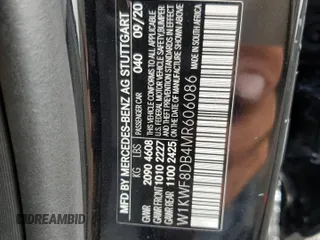 MFD BY MERCEDES-BENZ AG STUTTGART
PASSENGER CAR 040 09/20
MADE IN SOUTH AFRICA
THIS VEHICLE CONFORMS TO ALL APPLICABLE
U.S. FEDERAL MOTOR VEHICLE SAFETY,BUMPER
AND THEFT PREVENTION STANDARDS IN EFFECT
ON THE DATE OF MANUFACTURE SHOWN ABOVE
KG LBS
GVWR 2090 4608
GAWR/FRONT 1010 2227
GAWR/REAR 1100 2425
W1KWF8DB4MR606086
DREAMBID